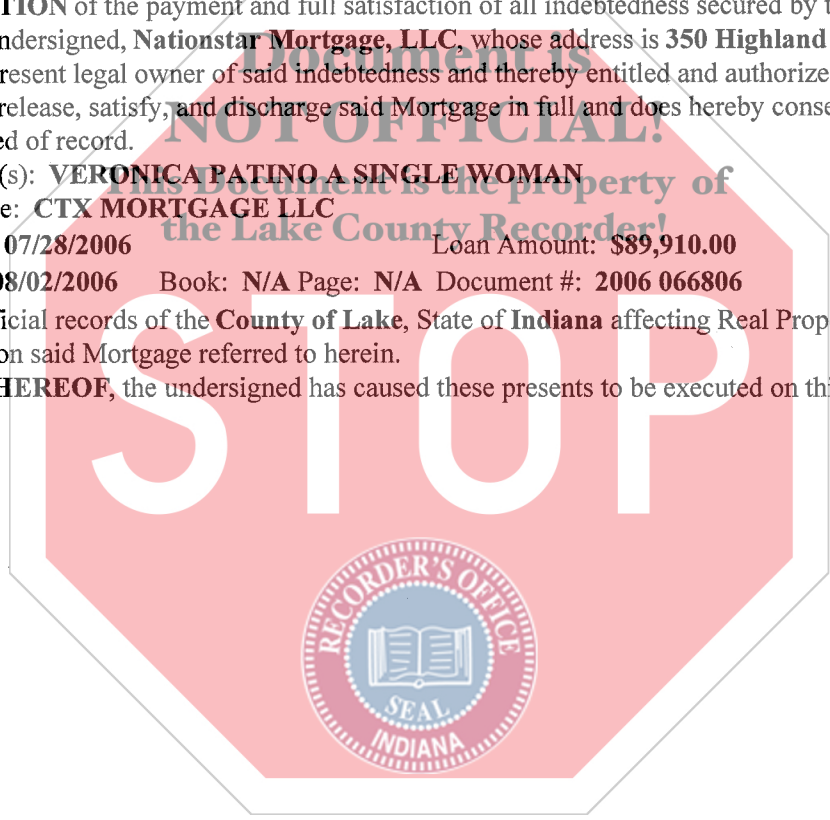 TION of the payment and full satisfaction of all indebtedness secured by t
ndersigned, Nationstar Mortgage, LLC, whose address is 350 Highland
Document is
resent legal owner of said indebtedness and thereby entitled and authorize
release, satisfy, and discharge said Mortgage in full and does hereby conse
NOT OFFICIAL!
ed of record.
(s): VERONICA PATINO A SINGLE WOMAN
This Document is the property of
e: CTX MORTGAGE LLC
the Lake County Recorder!
07/28/2006 Loan Amount: $89,910.00
08/02/2006 Book: N/A Page: N/A Document #: 2006 066806
icial records of the County of Lake, State of Indiana affecting Real Prop
on said Mortgage referred to herein.
HEREOF, the undersigned has caused these presents to be executed on thi
STOP
RECORDER'S OFFICE
SEAL
INDIANA